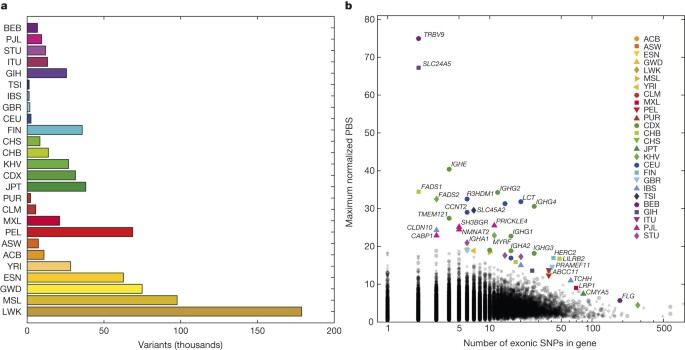 a
b
BEB
PJL
STU
ITU
GIH
TSI
IBS
GBR
CEU
FIN
CHS
CHB
KHV
CDX
JPT
PUR
CLM
MXL
PEL
ASW
ACB
YRI
ESN
GWD
MSL
LWK
0 50 100 150 200
Variants (thousands)
Maximum normalized PBS
80
70
60
50
40
30
20
10
0
1 5 10 50 100 500
Number of exonic SNPs in gene
TRBV9
SLC24A5
IGHE
FADS1
FADS2
R3HDM1
IGHG2
LCT
IGHG4
CCNT2
SLC45A2
TMEM121
SH3BGR
PRICKLE4
CLDN10
NMNAT2
CABP1
IGHA1
MYRF
IGHG1
IGHA2
IGHG3
HERC2
LILRB2
PRAMEF11
ABCC11
TCHH
LRP1
CMYA5
FLG
ACB
ASW
ESN
GWD
LWK
MSL
YRI
CLM
MXL
PEL
PUR
CDX
CHB
CHS
JPT
KHV
CEU
FIN
GBR
IBS
TSI
BEB
GIH
ITU
PJL
STU